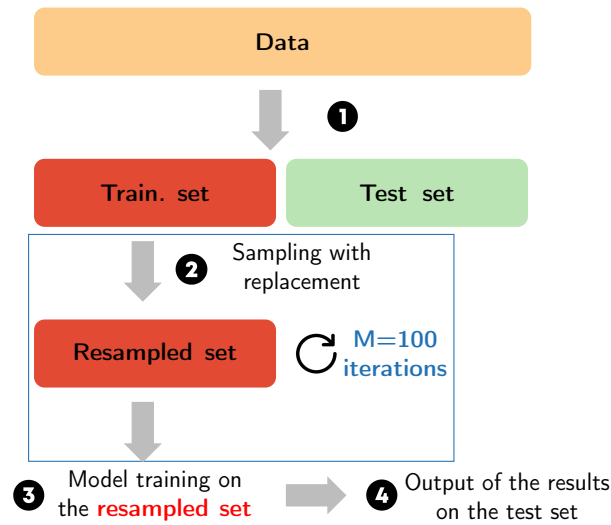 Data
1
Train. set
Test set
2
Sampling with
replacement
Resampled set
M=100
iterations
3
Model training on
the resampled set
4
Output of the results
on the test set